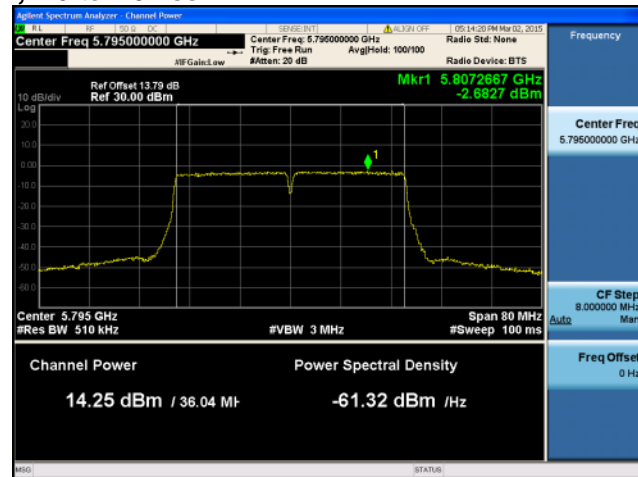 Agilent Spectrum Analyzer - Channel Power
RL RF 50 Ω DC SENSE:INT ALIGN OFF 05:14:20 PM Mar 02, 2015
Center Freq 5.795000000 GHz
Center Freq: 5.795000000 GHz
Radio Std: None
Trig: Free Run Avg|Hold: 100/100
#IFGain:Low #Atten: 20 dB Radio Device: BTS
Frequency
Mkr1 5.8072667 GHz
-2.6827 dBm
Ref Offset 13.79 dB
10 dB/div Ref 30.00 dBm
Log
20.0
10.0
0.00
-10.0
-20.0
-30.0
-40.0
-50.0
-60.0
1
Center 5.795 GHz Span 80 MHz
#Res BW 510 kHz #VBW 3 MHz #Sweep 100 ms
Channel Power Power Spectral Density
14.25 dBm / 36.04 MH -61.32 dBm /Hz
Center Freq
5.795000000 GHz
CF Step
8.000000 MHz
Auto Man
Freq Offset
0 Hz
MSG STATUS